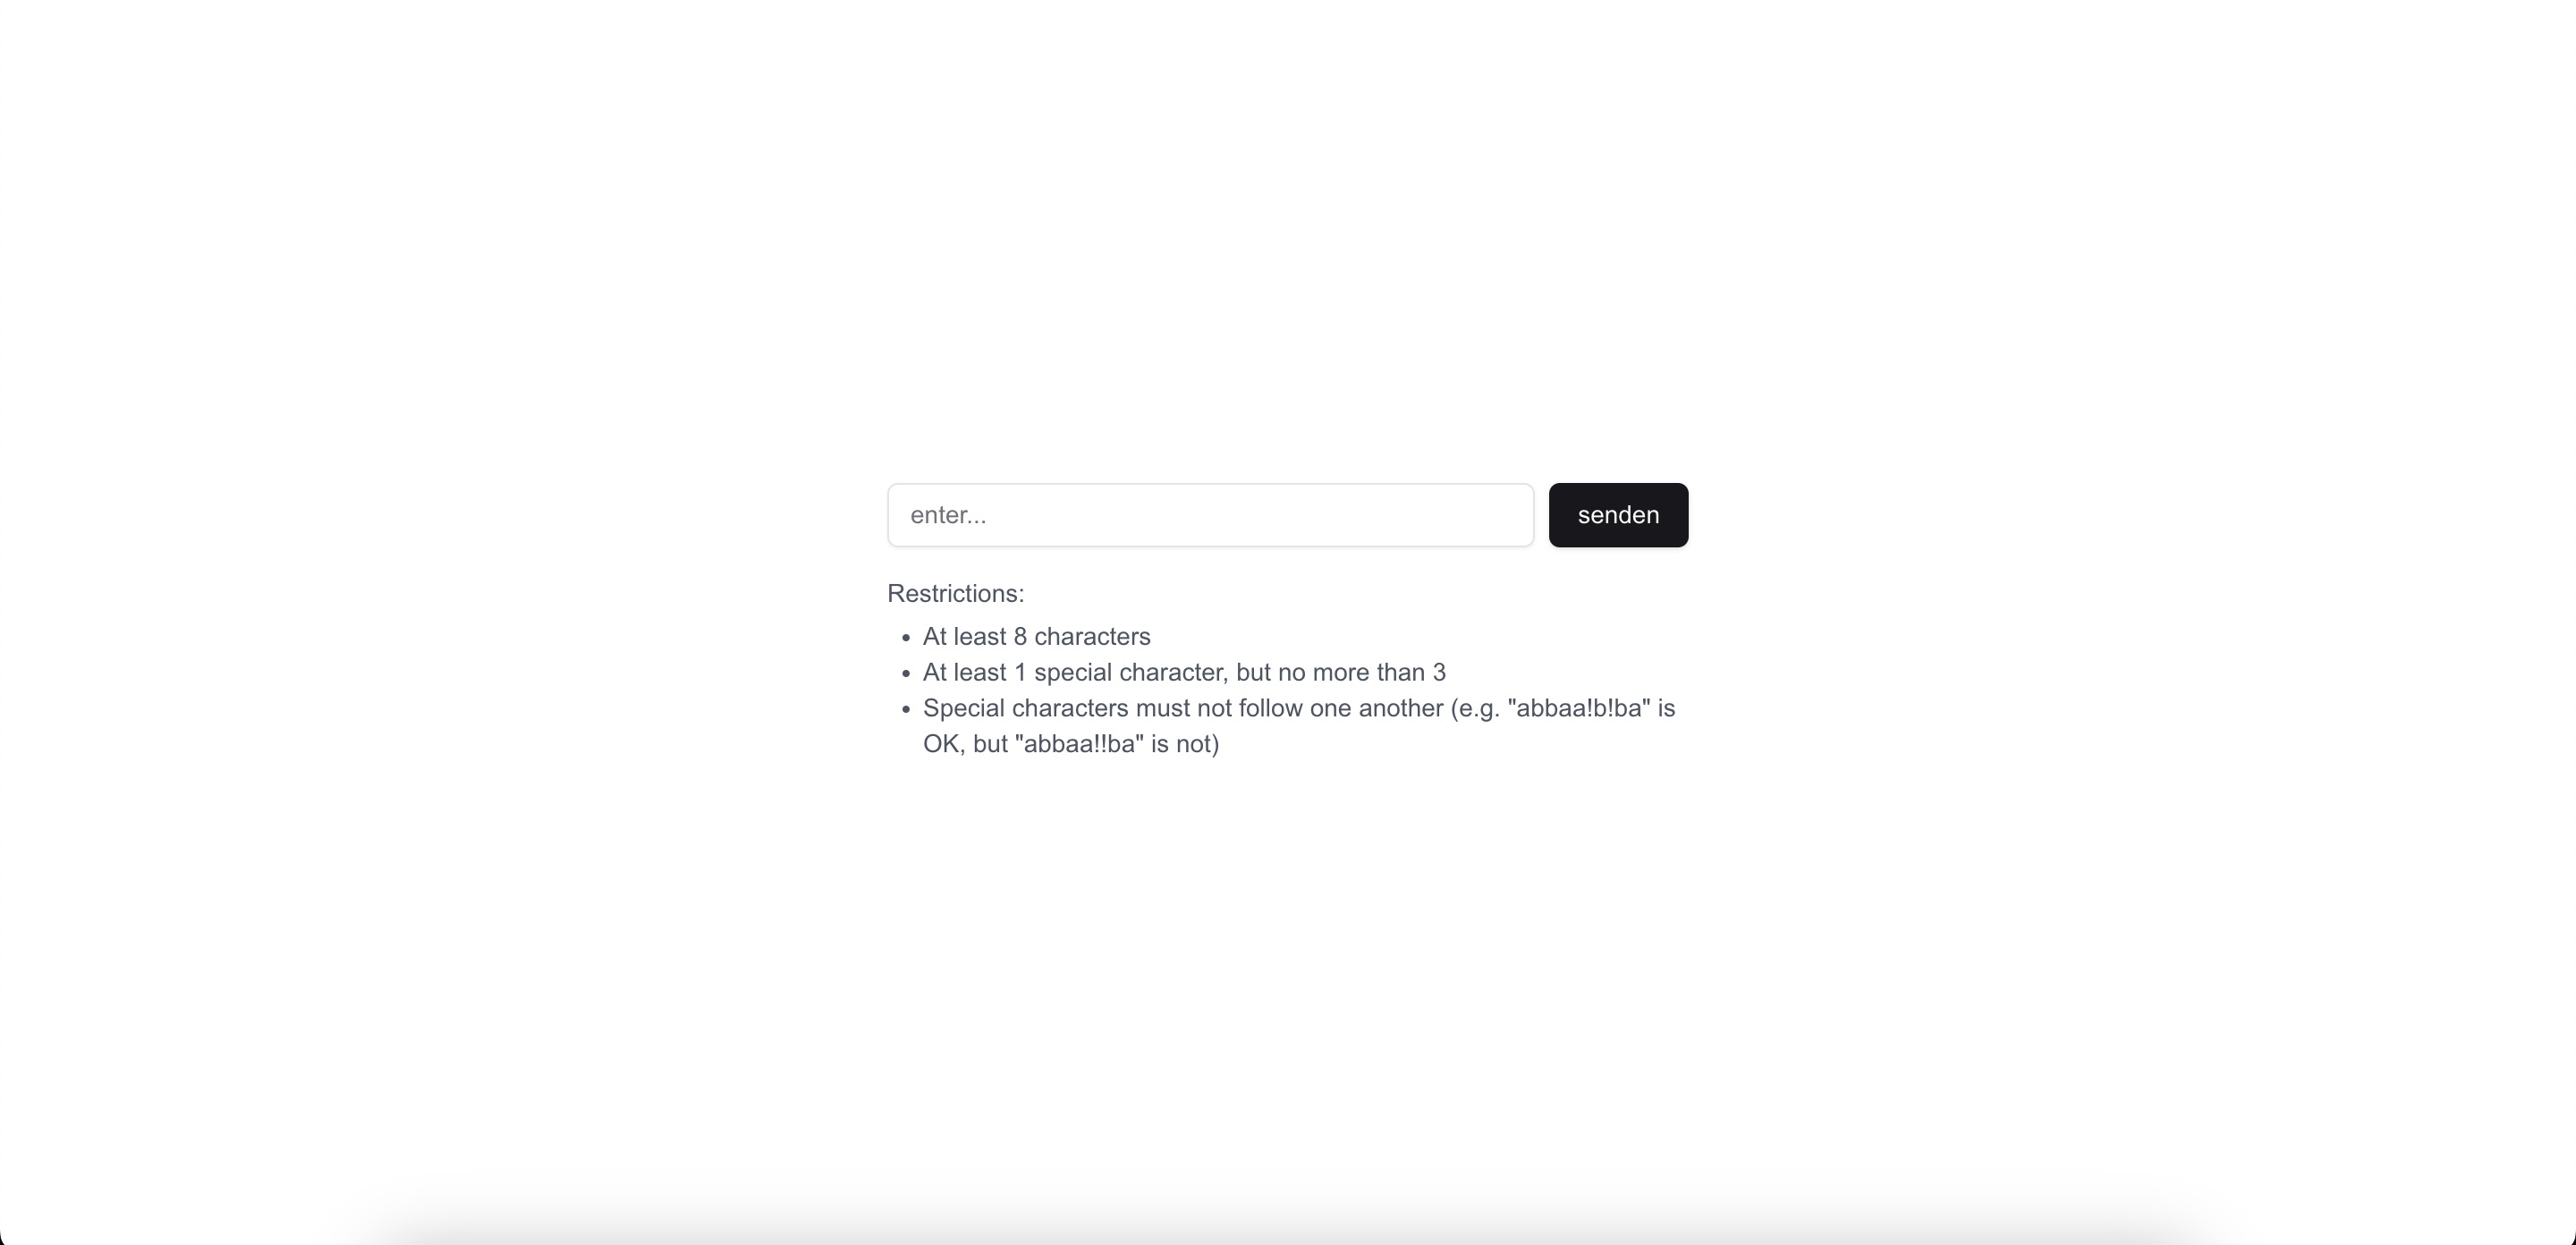 enter...
senden
Restrictions:
• At least 8 characters
• At least 1 special character, but no more than 3
• Special characters must not follow one another (e.g. "abbaa!b!ba" is
OK, but "abbaa!!ba" is not)